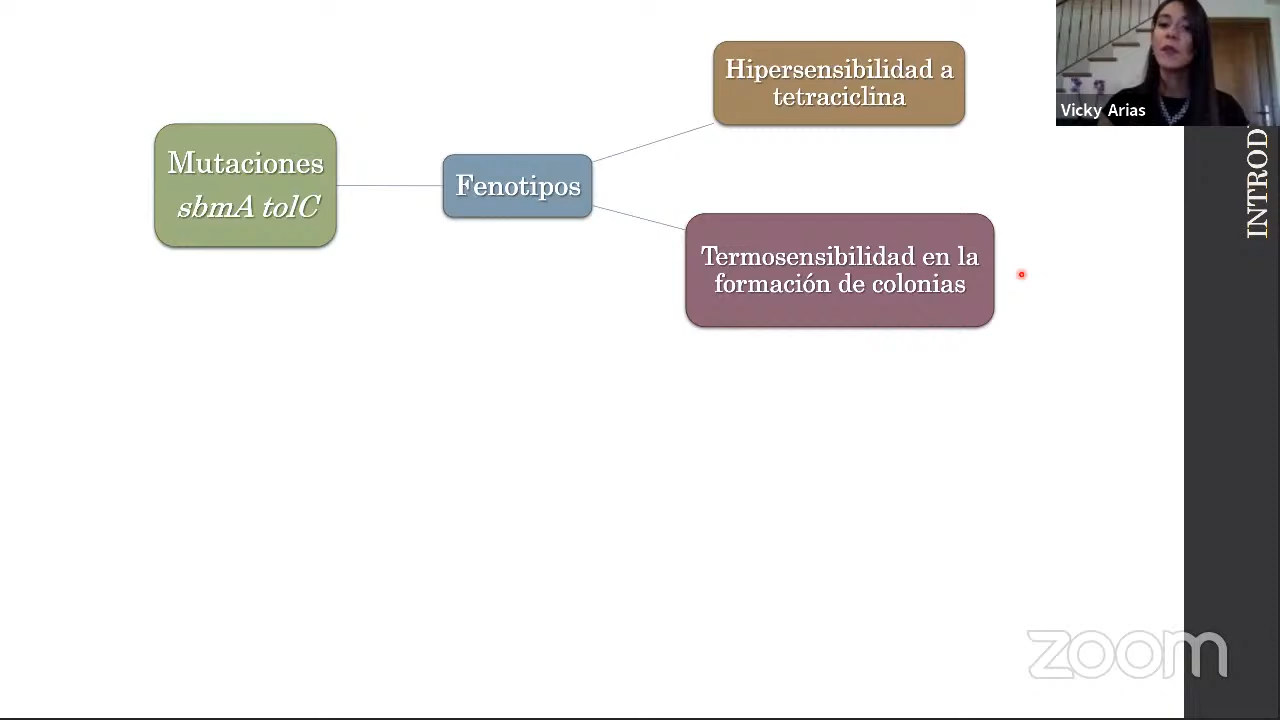 Hipersensibilidad a
tetraciclina
Mutaciones
sbmA tolC
Fenotipos
Termosensibilidad en la
formación de colonias
Vicky Arias
INTROD
zoom